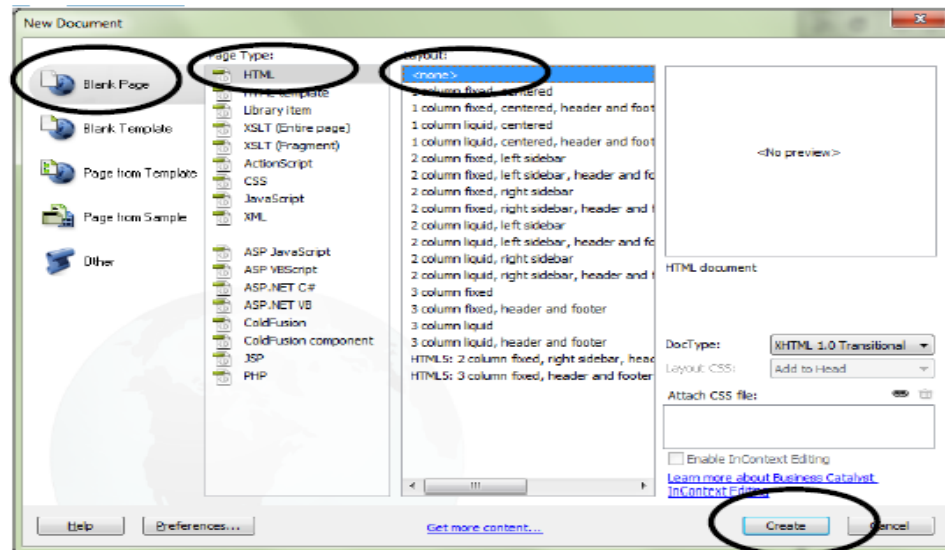 New Document
Blank Page
Blank Template
Page from Template
Page from Sample
Other
Page Type:
HTML
HTML template
Library item
XSLT (Entire page)
XSLT (Fragment)
ActionScript
CSS
JavaScript
XML
ASP JavaScript
ASP VBScript
ASP.NET C#
ASP.NET VB
ColdFusion
ColdFusion component
JSP
PHP
Layout:
<none>
1 column fixed, centered
1 column fixed, centered, header and foot
1 column liquid, centered
1 column liquid, centered, header and foot
2 column fixed, left sidebar
2 column fixed, left sidebar, header and fo
2 column fixed, right sidebar
2 column fixed, right sidebar, header and f
2 column liquid, left sidebar
2 column liquid, left sidebar, header and fo
2 column liquid, right sidebar
2 column liquid, right sidebar, header and f
3 column fixed
3 column fixed, header and footer
3 column liquid
3 column liquid, header and footer
HTML5: 2 column fixed, right sidebar, head
HTML5: 3 column fixed, header and footer
<No preview>
HTML document
DocType: XHTML 1.0 Transitional
Layout CSS: Add to Head
Attach CSS file:
Enable InContext Editing
Learn more about Business Catalyst
InContext Editing
Help Preferences... Get more content... Create Cancel